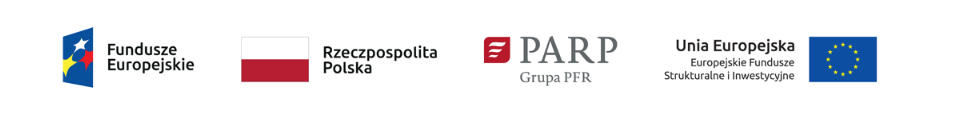 Fundusze
Europejskie
Rzeczpospolita
Polska
PARP
Grupa PFR
Unia Europejska
Europejskie Fundusze
Strukturalne i Inwestycyjne